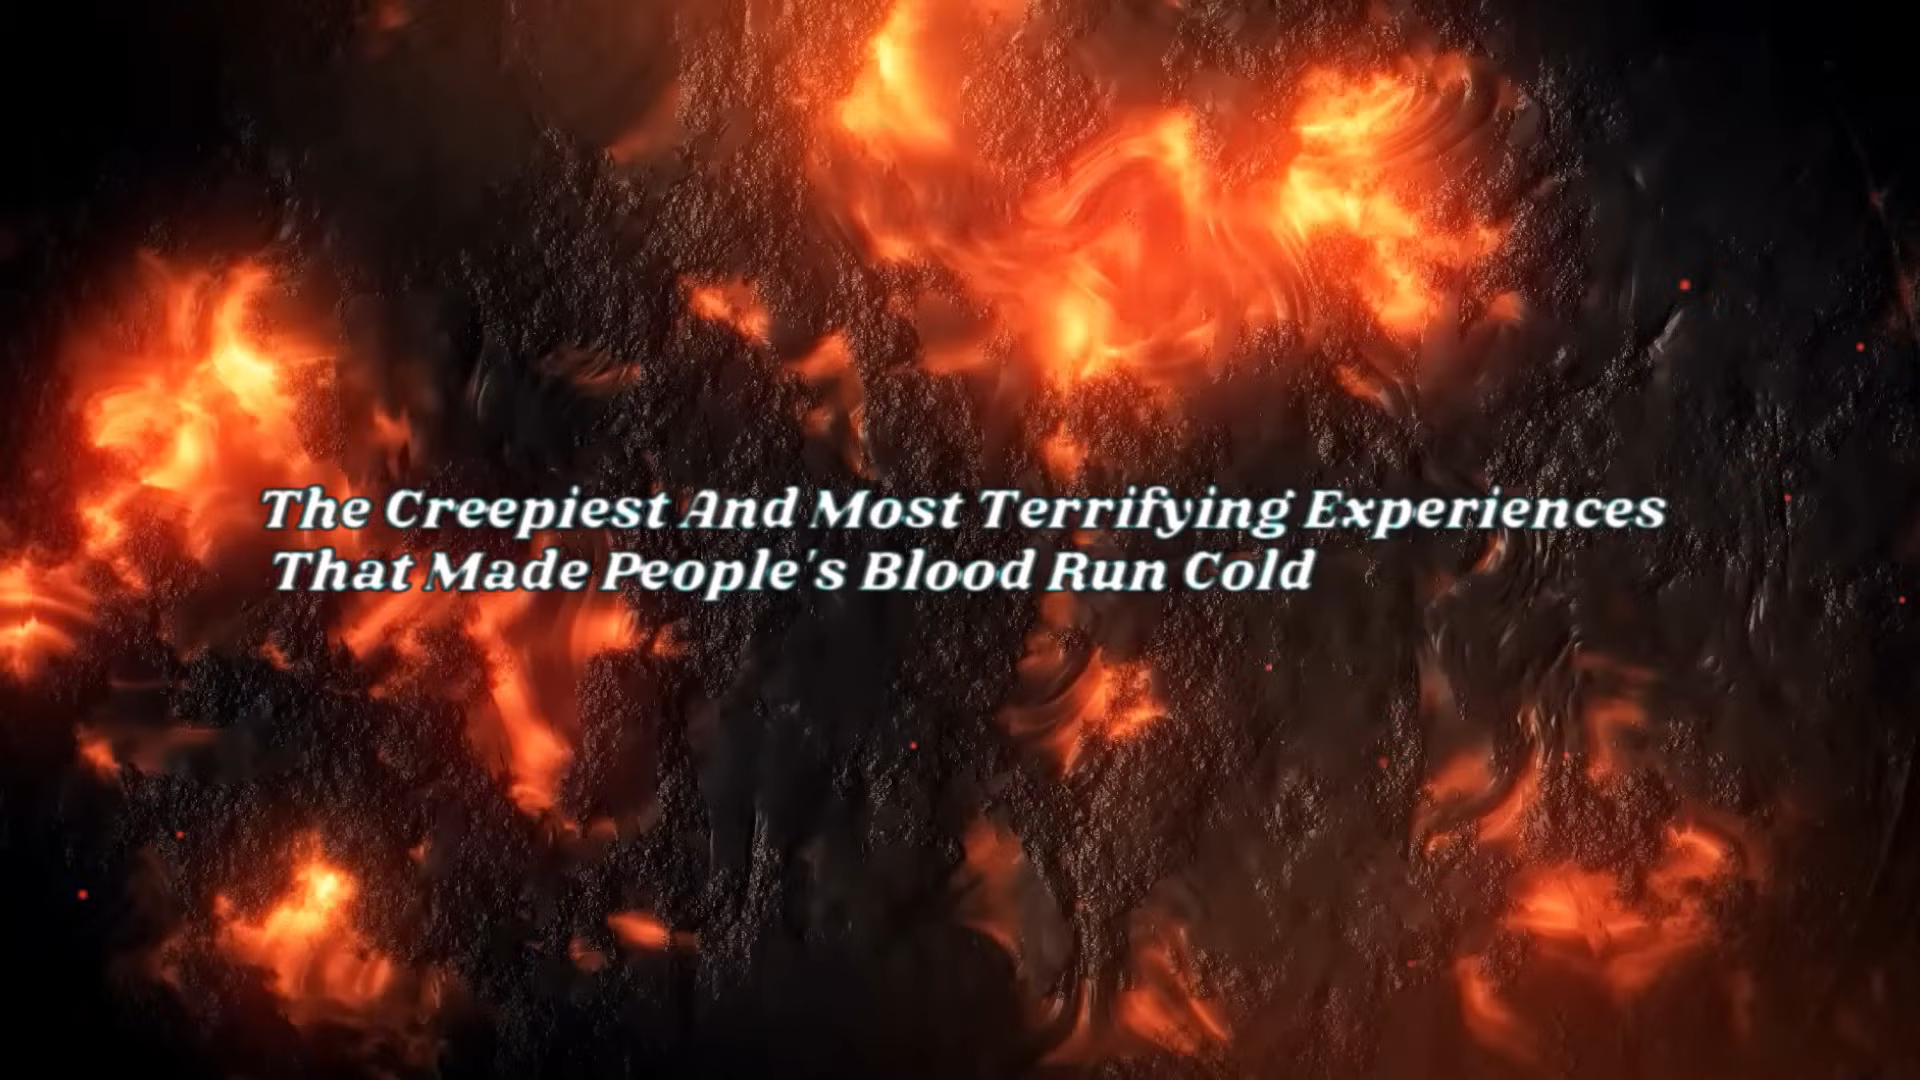 The Creepiest And Most Terrifying Experiences
That Made People's Blood Run Cold